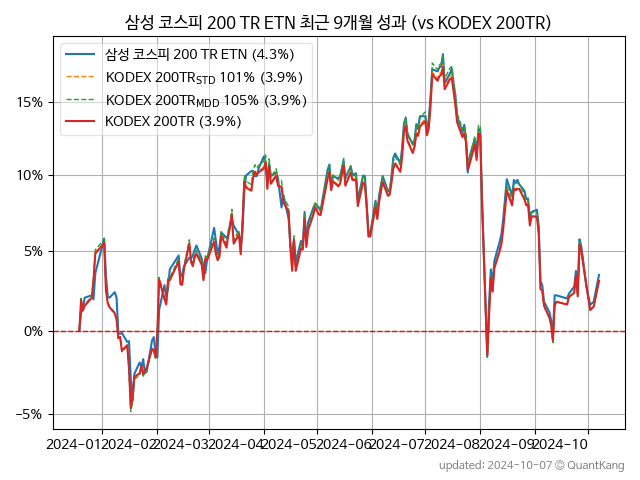 삼성 코스피 200 TR ETN 최근 9개월 성과 (vs KODEX 200TR)
삼성 코스피 200 TR ETN (4.3%)
KODEX 200TR_STD 101% (3.9%)
KODEX 200TR_MDD 105% (3.9%)
KODEX 200TR (3.9%)
15%
10%
5%
0%
−5%
2024-01 2024-02 2024-03 2024-04 2024-05 2024-06 2024-07 2024-08 2024-09 2024-10
updated: 2024-10-07 © QuantKang